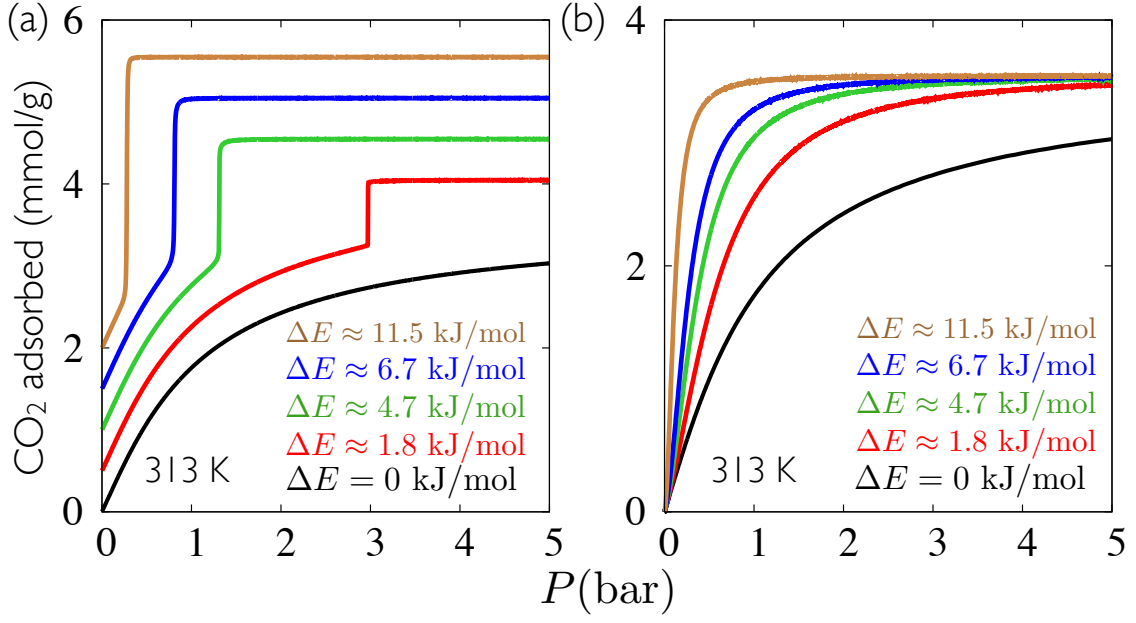 (a)
CO₂ adsorbed (mmol/g)
6
4
2
0
ΔE ≈ 11.5 kJ/mol
ΔE ≈ 6.7 kJ/mol
ΔE ≈ 4.7 kJ/mol
ΔE ≈ 1.8 kJ/mol
ΔE = 0 kJ/mol
313 K
0 1 2 3 4 5
(b)
4
2
0
ΔE ≈ 11.5 kJ/mol
ΔE ≈ 6.7 kJ/mol
ΔE ≈ 4.7 kJ/mol
ΔE ≈ 1.8 kJ/mol
ΔE = 0 kJ/mol
313 K
0 1 2 3 4 5
P(bar)